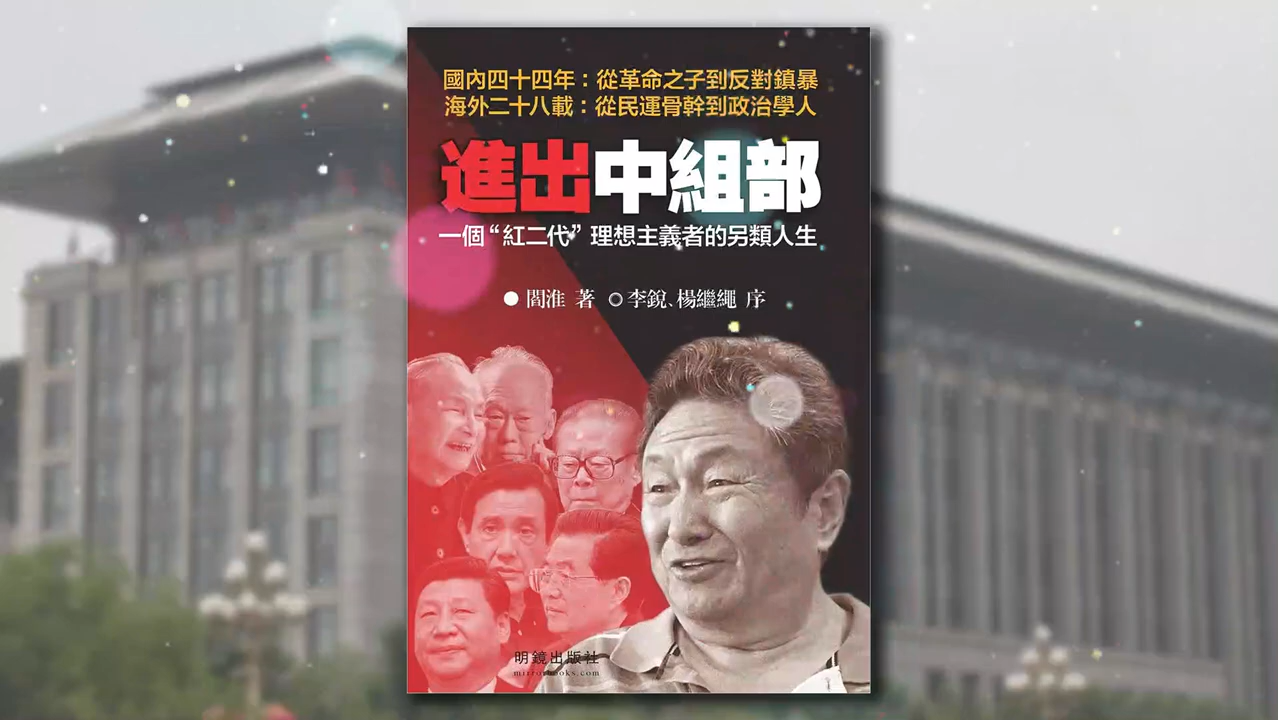 國內四十四年：從革命之子到反對鎮暴
海外二十八載：從民運骨幹到政治學人
進出中組部
一個“紅二代”理想主義者的另類人生
● 閻淮 著 ◎ 李銳、楊繼繩 序
明鏡出版社
mirrorbooks.com